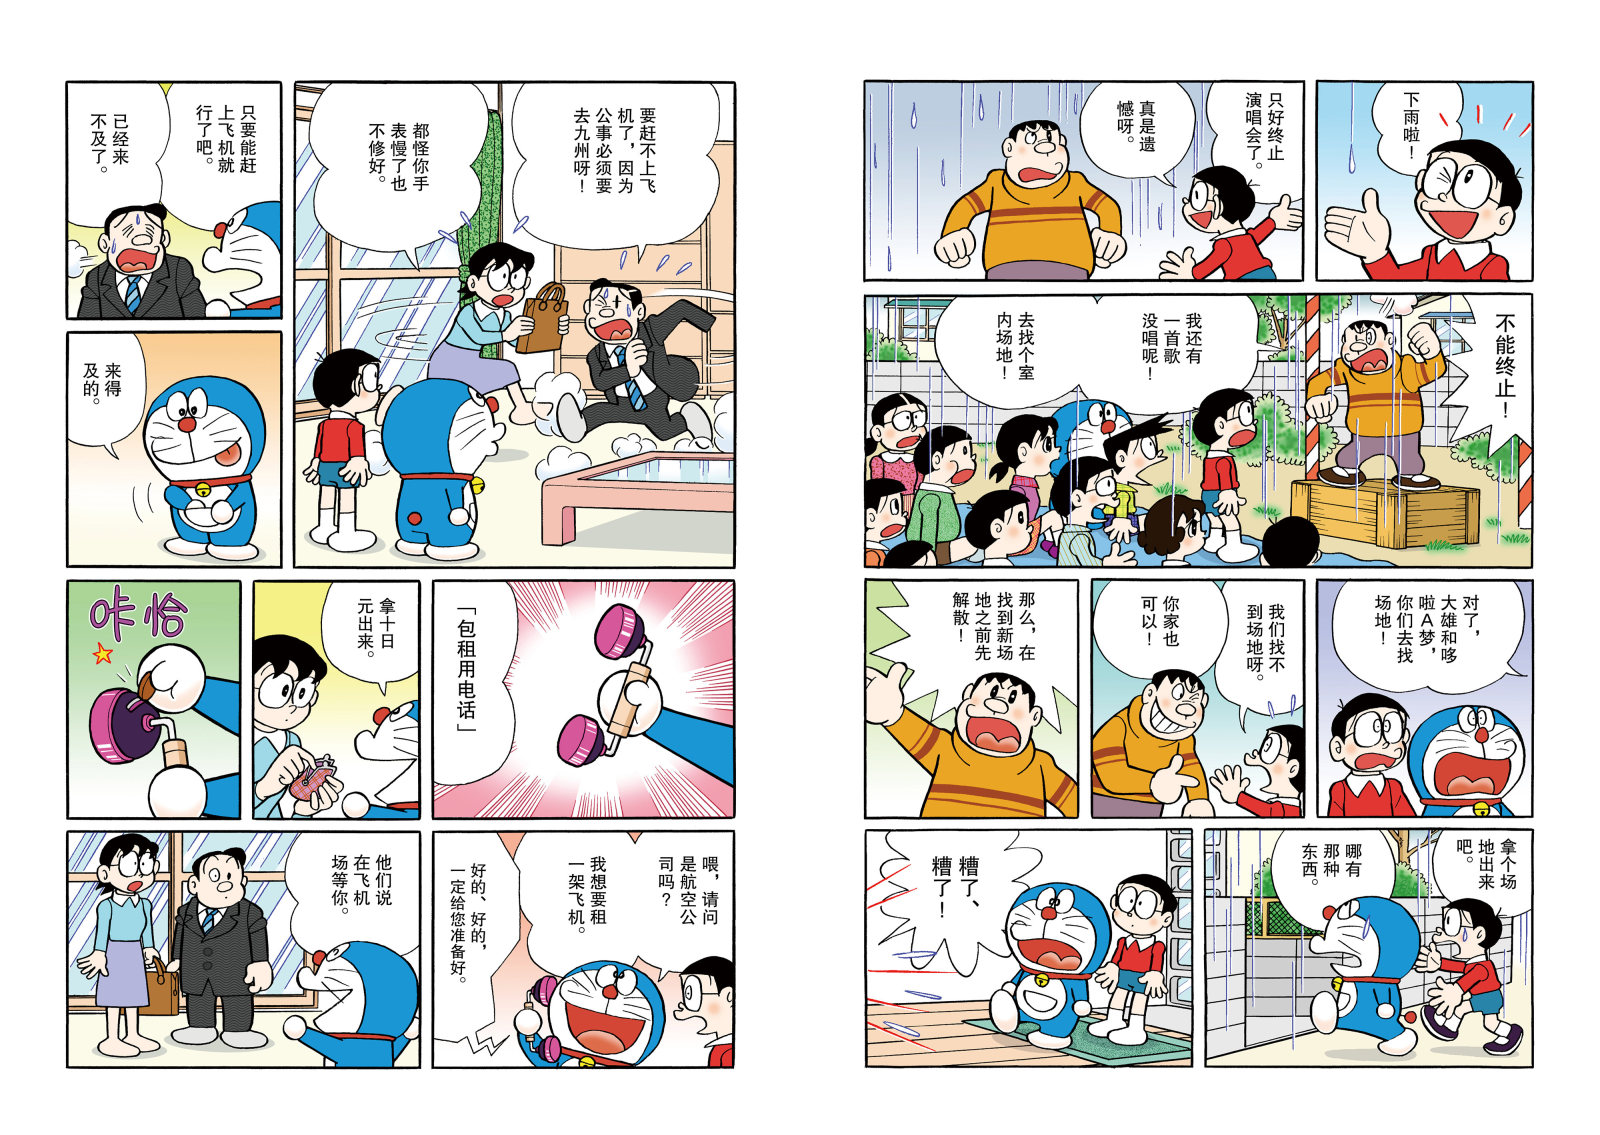 下雨啦！
只好终止
演唱会了。
真是遗
憾呀。
不能终止！
我还有
一首歌
没唱呢！
去找个室
内场地！
对了，
大雄和哆
啦A梦，
你们去找
场地！
我们找不
到场地呀。
你家也
可以！
那么，在
找到新场
地之前先
解散！
拿个场
地出来
吧。
哪有
那种
东西。
糟了、
糟了！
要赶不上飞
机了，因为
公事必须要
去九州呀！
都怪你手
表慢了也
不修好。
只要能赶
上飞机就
行了吧。
已经来
不及了。
来得
及的。
「包租用电话」
拿十日
元出来。
咔恰
喂，请问
是航空公
司吗？
我想要租
一架飞机。
好的、好的，
一定给您准备好。
他们说
在飞机
场等你。